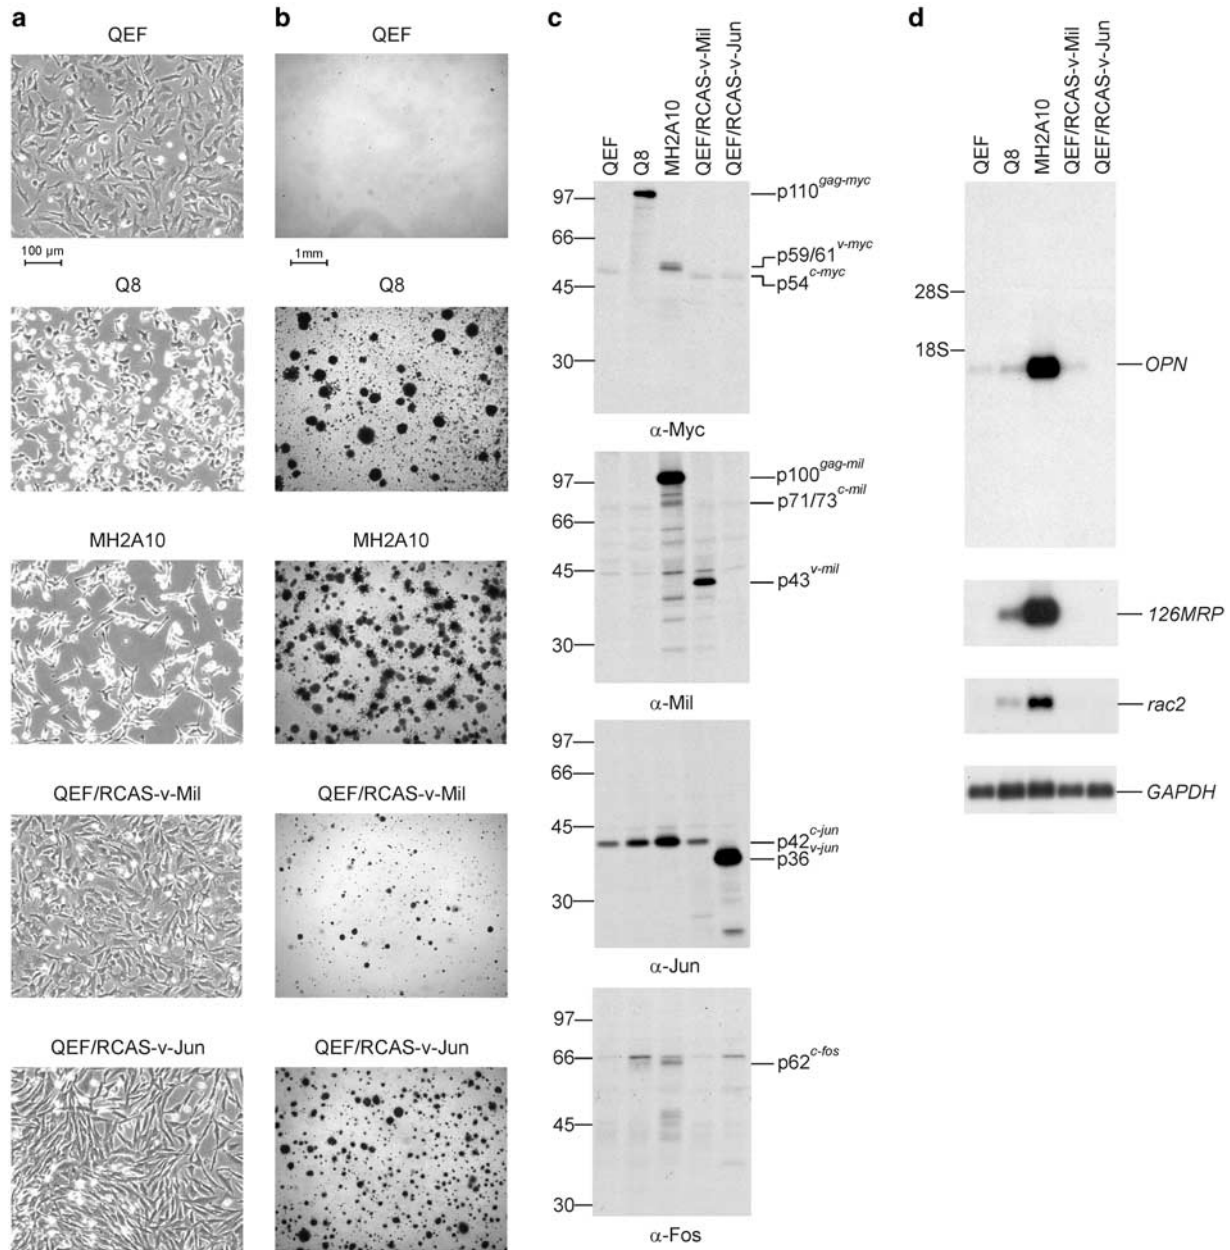 a
QEF
100 µm
Q8
MH2A10
QEF/RCAS-v-Mil
QEF/RCAS-v-Jun
b
QEF
1mm
Q8
MH2A10
QEF/RCAS-v-Mil
QEF/RCAS-v-Jun
c
QEF
Q8
MH2A10
QEF/RCAS-v-Mil
QEF/RCAS-v-Jun
97
66
45
30
p110gag-myc
p59/61v-myc
p54c-myc
α-Myc
97
66
45
30
p100gag-mil
p71/73c-mil
p43v-mil
α-Mil
97
66
45
30
p42c-jun
p36v-jun
α-Jun
97
66
45
30
p62c-fos
α-Fos
d
QEF
Q8
MH2A10
QEF/RCAS-v-Mil
QEF/RCAS-v-Jun
28S
18S
OPN
126MRP
rac2
GAPDH